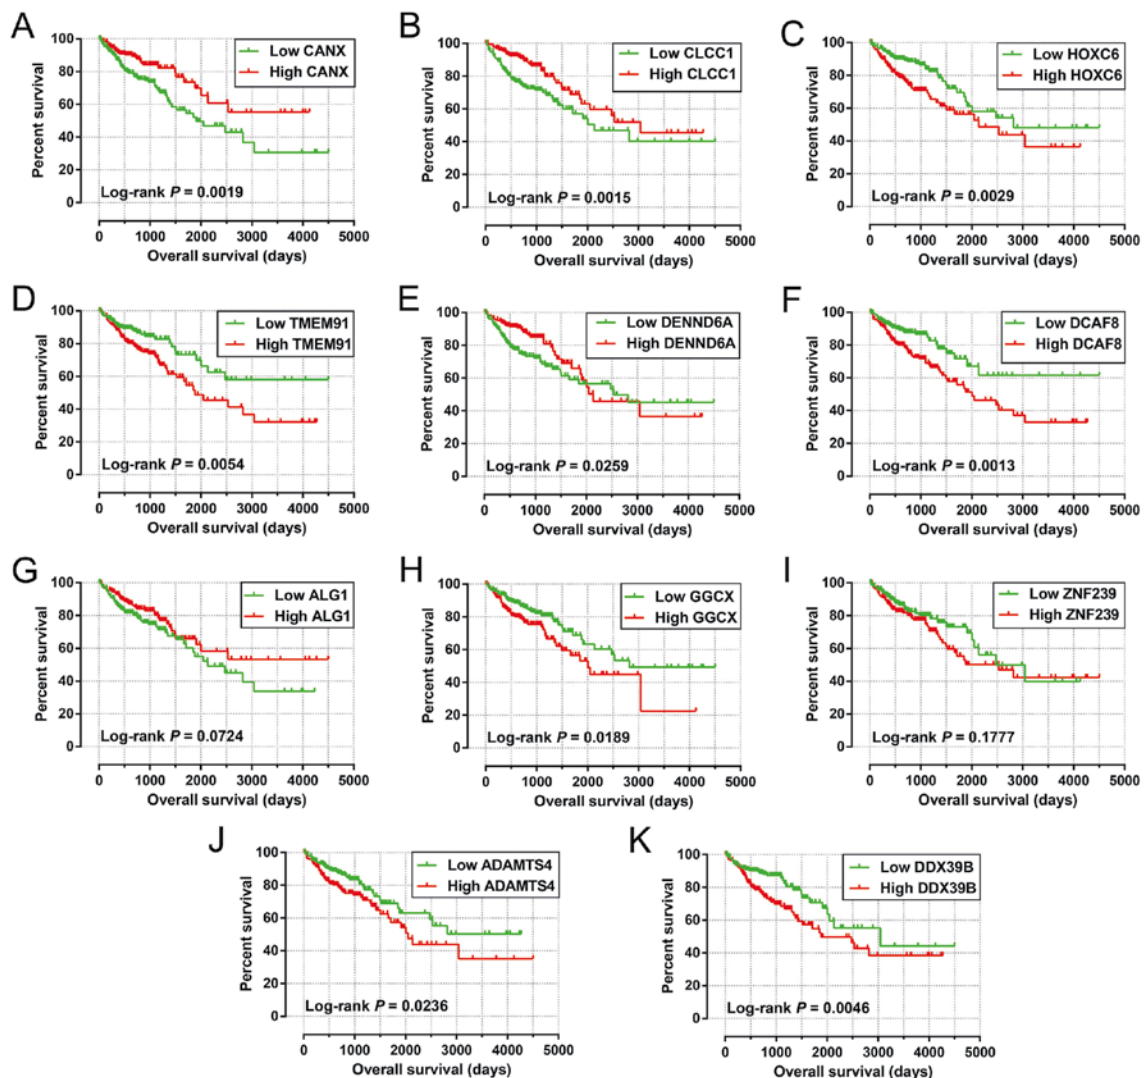 A
Percent survival
100
80
60
40
20
0
Low CANX
High CANX
Log-rank P = 0.0019
0 1000 2000 3000 4000 5000
Overall survival (days)
B
Percent survival
100
80
60
40
20
0
Low CLCC1
High CLCC1
Log-rank P = 0.0015
0 1000 2000 3000 4000 5000
Overall survival (days)
C
Percent survival
100
80
60
40
20
0
Low HOXC6
High HOXC6
Log-rank P = 0.0029
0 1000 2000 3000 4000 5000
Overall survival (days)
D
Percent survival
100
80
60
40
20
0
Low TMEM91
High TMEM91
Log-rank P = 0.0054
0 1000 2000 3000 4000 5000
Overall survival (days)
E
Percent survival
100
80
60
40
20
0
Low DENND6A
High DENND6A
Log-rank P = 0.0259
0 1000 2000 3000 4000 5000
Overall survival (days)
F
Percent survival
100
80
60
40
20
0
Low DCAF8
High DCAF8
Log-rank P = 0.0013
0 1000 2000 3000 4000 5000
Overall survival (days)
G
Percent survival
100
80
60
40
20
0
Low ALG1
High ALG1
Log-rank P = 0.0724
0 1000 2000 3000 4000 5000
Overall survival (days)
H
Percent survival
100
80
60
40
20
0
Low GGCX
High GGCX
Log-rank P = 0.0189
0 1000 2000 3000 4000 5000
Overall survival (days)
I
Percent survival
100
80
60
40
20
0
Low ZNF239
High ZNF239
Log-rank P = 0.1777
0 1000 2000 3000 4000 5000
Overall survival (days)
J
Percent survival
100
80
60
40
20
0
Low ADAMTS4
High ADAMTS4
Log-rank P = 0.0236
0 1000 2000 3000 4000 5000
Overall survival (days)
K
Percent survival
100
80
60
40
20
0
Low DDX39B
High DDX39B
Log-rank P = 0.0046
0 1000 2000 3000 4000 5000
Overall survival (days)